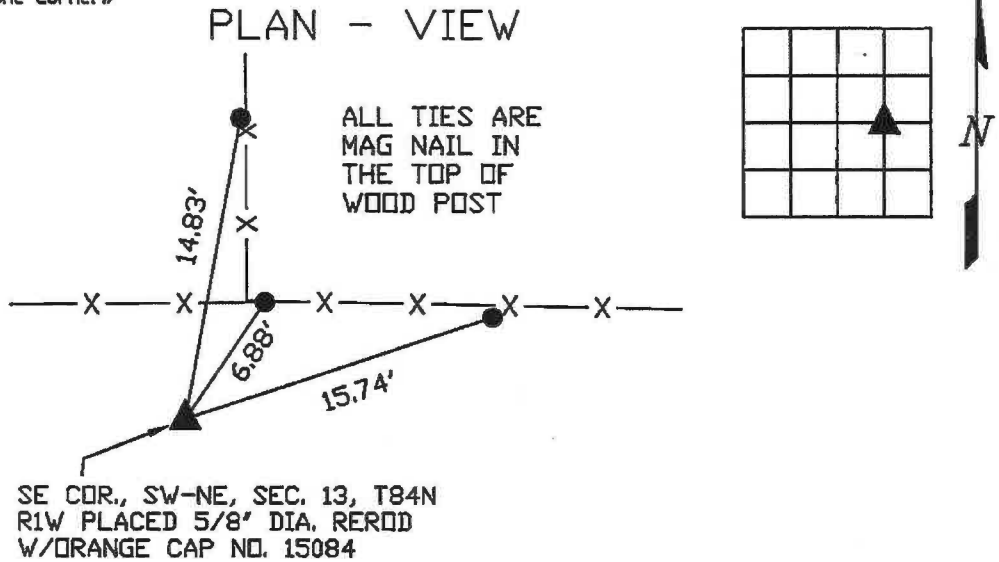 PLAN - VIEW
ALL TIES ARE
MAG NAIL IN
THE TOP OF
WOOD POST
N
14.83'
X
X
X X X X X X
6.88'
15.74'
SE COR., SW-NE, SEC. 13, T84N
R1W PLACED 5/8" DIA. REROD
W/ORANGE CAP NO. 15084